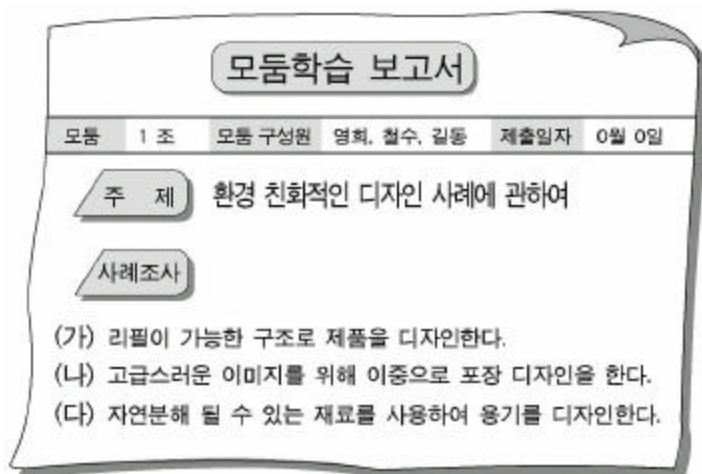 모둠학습 보고서
모둠 1 조 모둠 구성원 영희, 철수, 길동 제출일자 0월 0일
주 제 환경 친화적인 디자인 사례에 관하여
사례조사
(가) 리필이 가능한 구조로 제품을 디자인한다.
(나) 고급스러운 이미지를 위해 이중으로 포장 디자인을 한다.
(다) 자연분해 될 수 있는 재료를 사용하여 용기를 디자인한다.